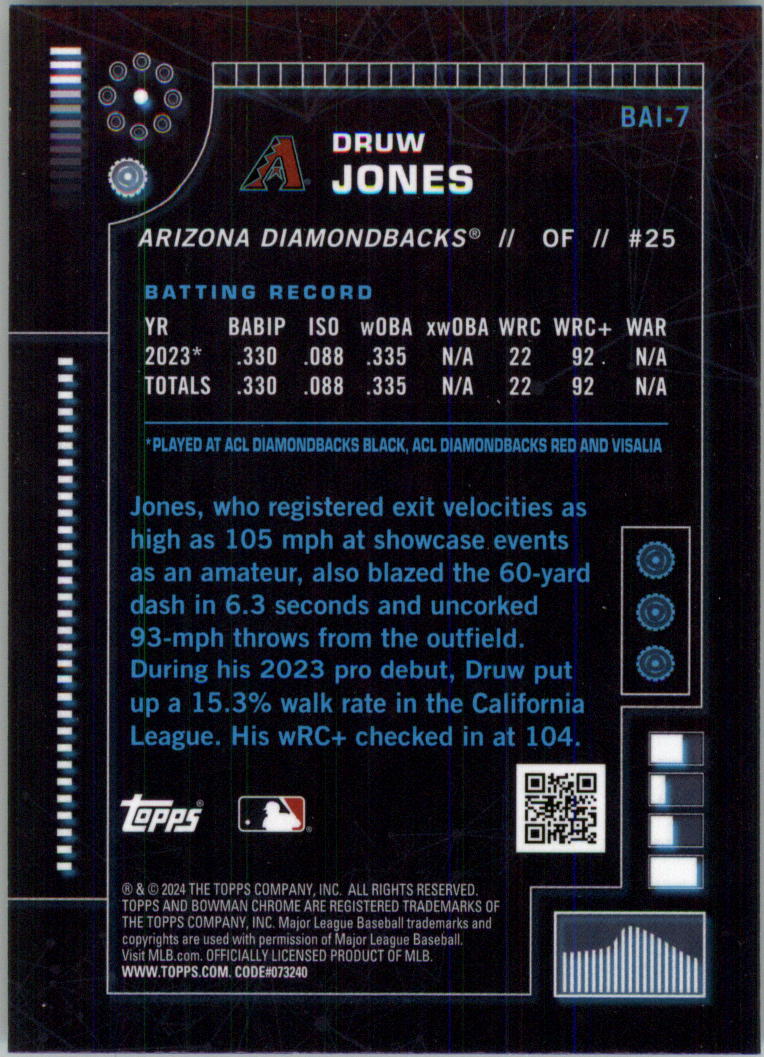 BAI-7
DRUW
JONES
ARIZONA DIAMONDBACKS® // OF // #25
BATTING RECORD
YR BABIP ISO wOBA xwOBA WRC WRC+ WAR
2023* .330 .088 .335 N/A 22 92 N/A
TOTALS .330 .088 .335 N/A 22 92 N/A
*PLAYED AT ACL DIAMONDBACKS BLACK, ACL DIAMONDBACKS RED AND VISALIA
Jones, who registered exit velocities as
high as 105 mph at showcase events
as an amateur, also blazed the 60-yard
dash in 6.3 seconds and uncorked
93-mph throws from the outfield.
During his 2023 pro debut, Druw put
up a 15.3% walk rate in the California
League. His wRC+ checked in at 104.
topps®
® & © 2024 THE TOPPS COMPANY, INC. ALL RIGHTS RESERVED.
TOPPS AND BOWMAN CHROME ARE REGISTERED TRADEMARKS OF
THE TOPPS COMPANY, INC. Major League Baseball trademarks and
copyrights are used with permission of Major League Baseball.
Visit MLB.com. OFFICIALLY LICENSED PRODUCT OF MLB.
WWW.TOPPS.COM. CODE#073240